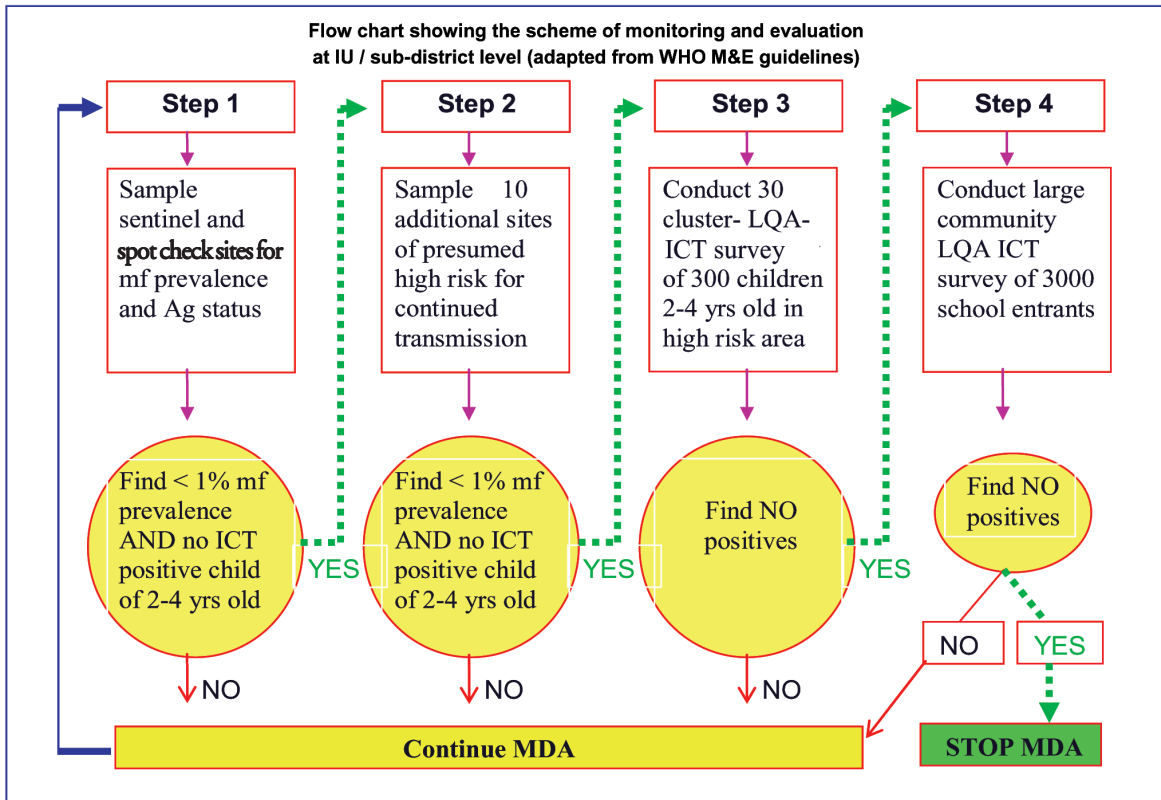 Flow chart showing the scheme of monitoring and evaluation
at IU / sub-district level (adapted from WHO M&E guidelines)
Step 1
Step 2
Step 3
Step 4
Sample
sentinel and
spot check sites for
mf prevalence
and Ag status
Sample 10
additional sites
of presumed
high risk for
continued
transmission
Conduct 30
cluster- LQA-
ICT survey
of 300 children
2-4 yrs old in
high risk area
Conduct large
community
LQA ICT
survey of 3000
school entrants
Find < 1% mf
prevalence
AND no ICT
positive child
of 2-4 yrs old
YES
Find < 1% mf
prevalence
AND no ICT
positive child
of 2-4 yrs old
YES
Find NO
positives
YES
Find NO
positives
NO
YES
NO
NO
NO
Continue MDA
STOP MDA